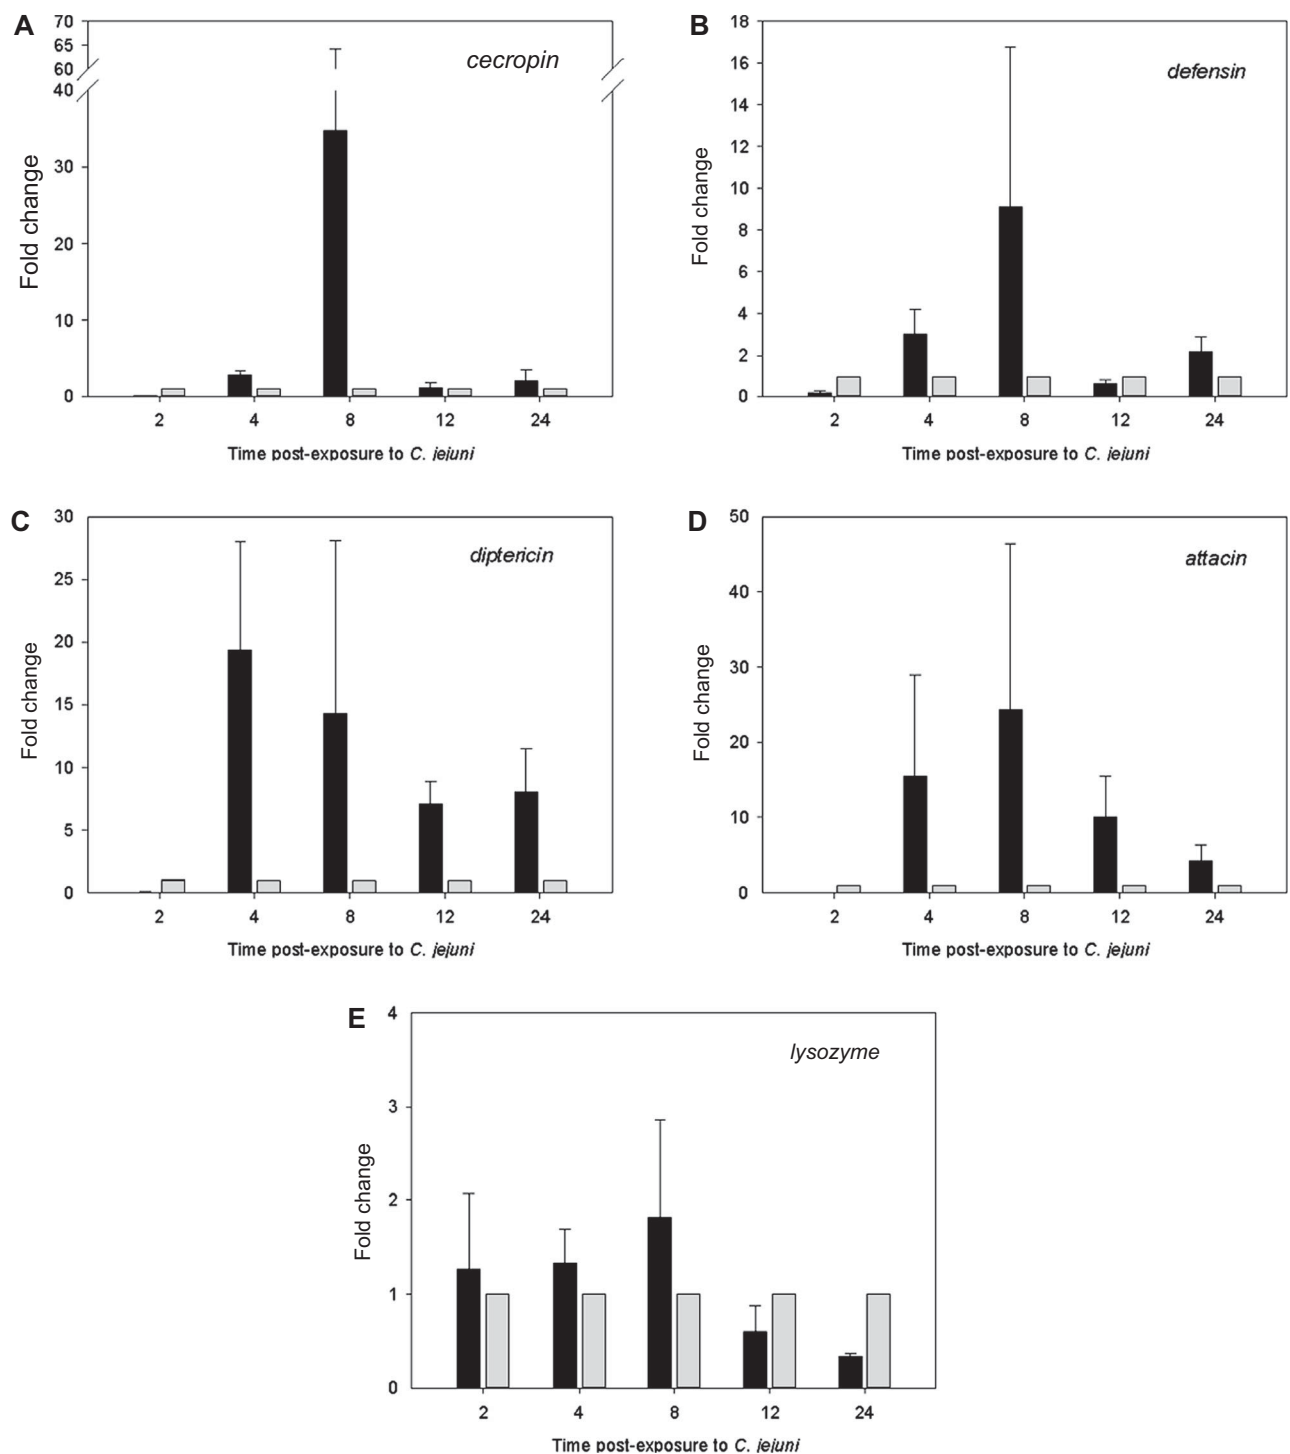 A
cecropin
70
65
60
40
30
20
10
0
Fold change
2 4 8 12 24
Time post-exposure to C. jejuni
B
defensin
18
16
14
12
10
8
6
4
2
0
Fold change
2 4 8 12 24
Time post-exposure to C. jejuni
C
diptericin
30
25
20
15
10
5
0
Fold change
2 4 8 12 24
Time post-exposure to C. jejuni
D
attacin
50
40
30
20
10
0
Fold change
2 4 8 12 24
Time post-exposure to C. jejuni
E
lysozyme
4
3
2
1
0
Fold change
2 4 8 12 24
Time post-exposure to C. jejuni